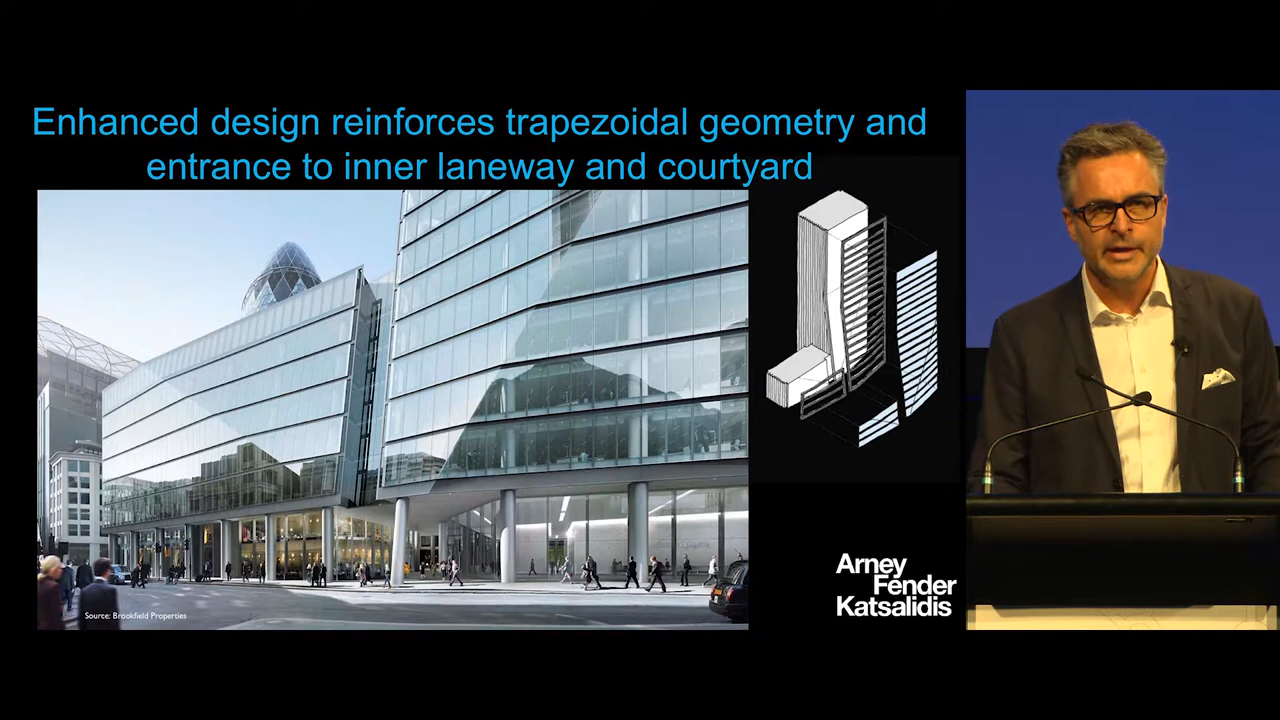 Enhanced design reinforces trapezoidal geometry and
entrance to inner laneway and courtyard
Source: Brookfield Properties
Arney
Fender
Katsalidis